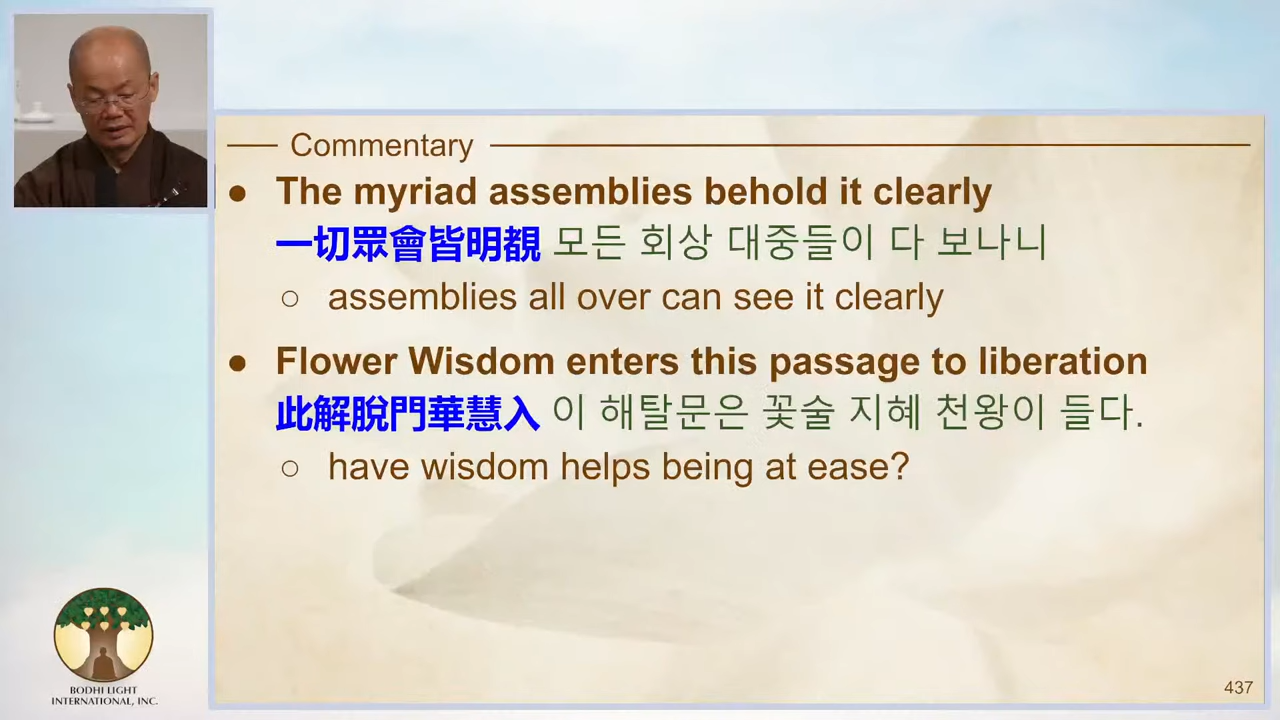 Commentary
● The myriad assemblies behold it clearly
一切眾會皆明覩 모든 회상 대중들이 다 보나니
○ assemblies all over can see it clearly
● Flower Wisdom enters this passage to liberation
此解脫門華慧入 이 해탈문은 꽃술 지혜 천왕이 들다.
○ have wisdom helps being at ease?
BODHI LIGHT
INTERNATIONAL, INC.
437